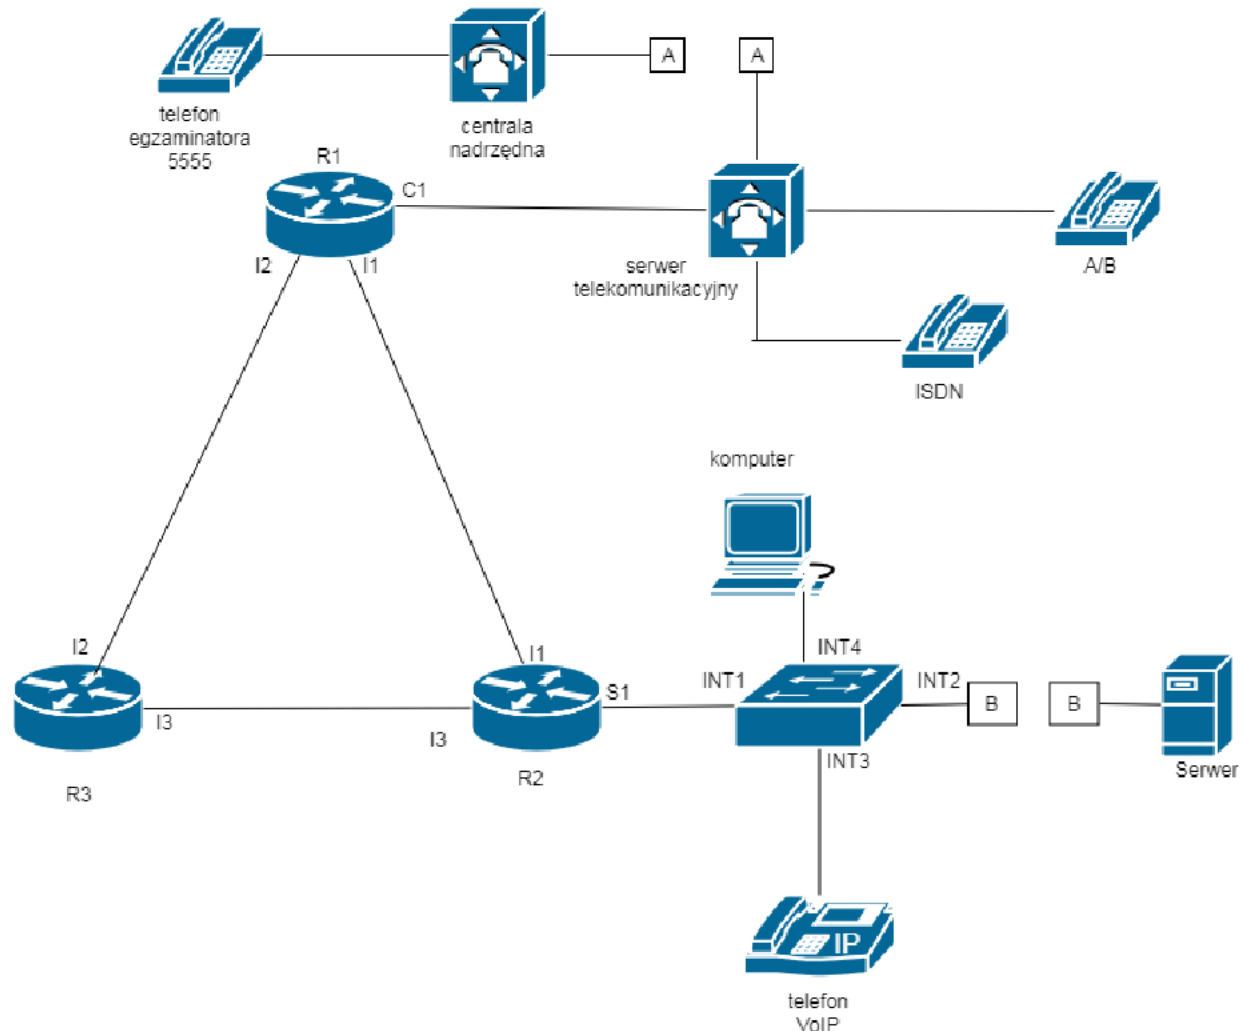 telefon
egzaminatora
5555
centrala
nadrzędna
A
A
R1
C1
I2
I1
serwer
telekomunikacyjny
A/B
ISDN
komputer
I2
I1
S1
INT1
INT4
INT2
B
B
I3
I3
INT3
R3
R2
Serwer
IP
telefon
VoIP